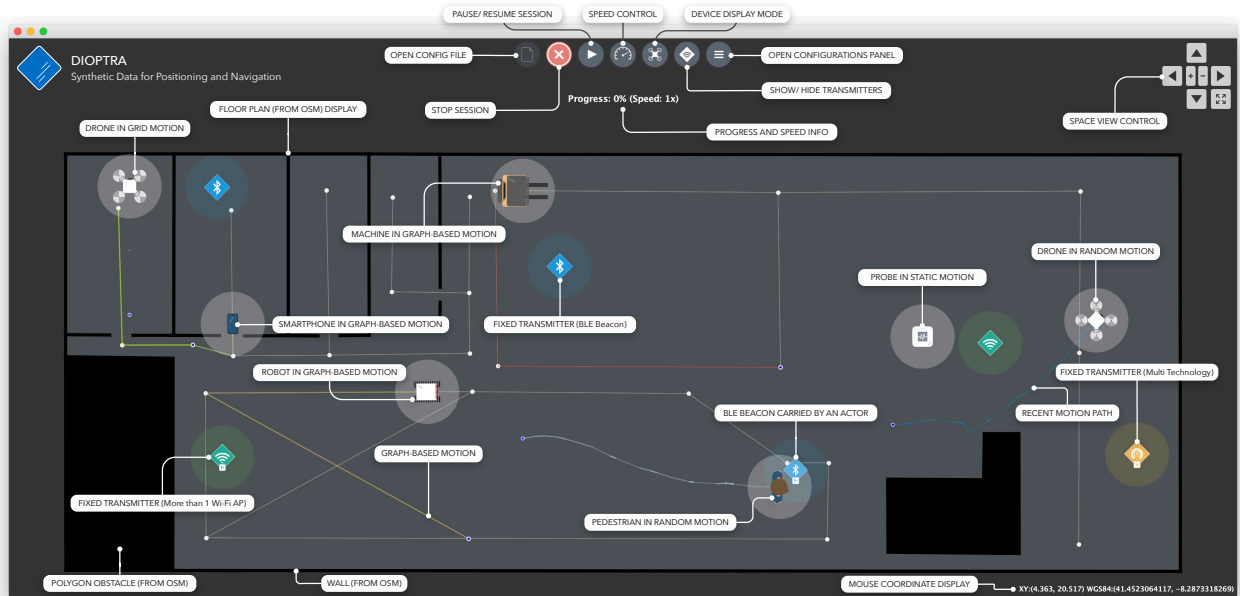 PAUSE/ RESUME SESSION
SPEED CONTROL
DEVICE DISPLAY MODE
DIOPTRA
Synthetic Data for Positioning and Navigation
OPEN CONFIG FILE
OPEN CONFIGURATIONS PANEL
SHOW/ HIDE TRANSMITTERS
Progress: 0% (Speed: 1x)
STOP SESSION
FLOOR PLAN (FROM OSM) DISPLAY
SPACE VIEW CONTROL
DRONE IN GRID MOTION
PROGRESS AND SPEED INFO
MACHINE IN GRAPH-BASED MOTION
DRONE IN RANDOM MOTION
PROBE IN STATIC MOTION
SMARTPHONE IN GRAPH-BASED MOTION
FIXED TRANSMITTER (BLE Beacon)
ROBOT IN GRAPH-BASED MOTION
FIXED TRANSMITTER (Multi Technology)
BLE BEACON CARRIED BY AN ACTOR
RECENT MOTION PATH
GRAPH-BASED MOTION
FIXED TRANSMITTER (More than 1 Wi-Fi AP)
PEDESTRIAN IN RANDOM MOTION
POLYGON OBSTACLE (FROM OSM)
WALL (FROM OSM)
MOUSE COORDINATE DISPLAY
XY:(4.363, 20.517) WGS84:(41.4523064117, -8.2873318269)